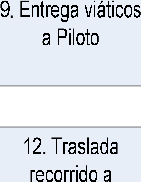 9. Entrega viáticos
a Piloto
12. Traslada
recorrido a